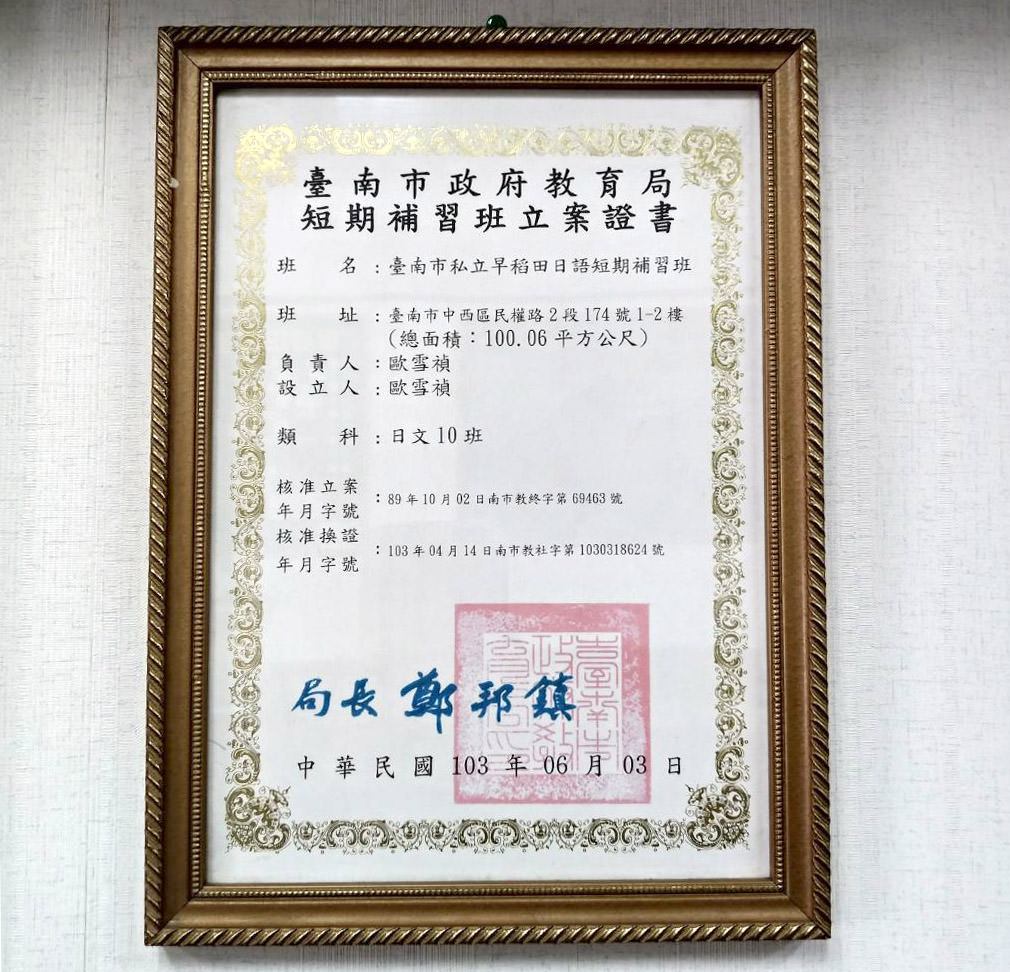 臺南市政府教育局
短期補習班立案證書
班名：臺南市私立早稻田日語短期補習班
班址：臺南市中西區民權路2段174號1-2樓
(總面積：100.06平方公尺)
負責人：歐雪禎
設立人：歐雪禎
類科：日文10班
核准立案
年月字號：89年10月02日南市教終字第69463號
核准換證
年月字號：103年04月14日南市教社字第1030318624號
局長 鄭邦鎮
中華民國103年06月03日